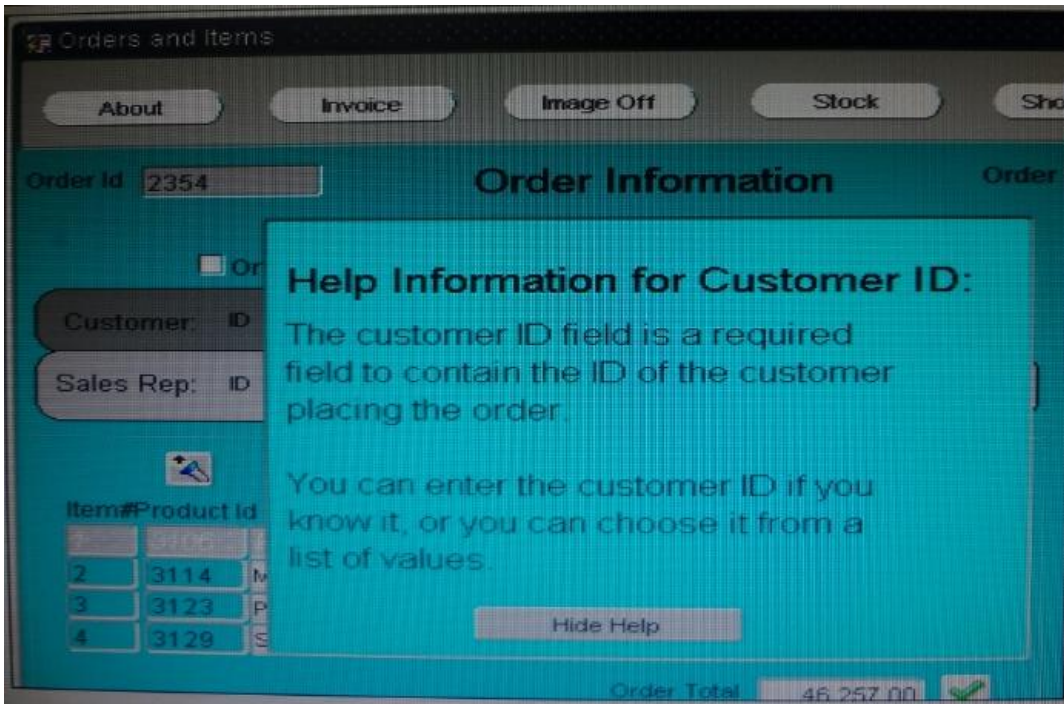 Orders and Items
About Invoice Image Off Stock Sho
Order Id 2354 Order Information Order
Or
Help Information for Customer ID:
Customer: ID
The customer ID field is a required
Sales Rep: ID
field to contain the ID of the customer
placing the order.
You can enter the customer ID if you
know it, or you can choose it from a
list of values.
Item# Product Id
1 3106
2 3114 M
3 3123 P
4 3129 S
Hide Help
Order Total 46,257.00